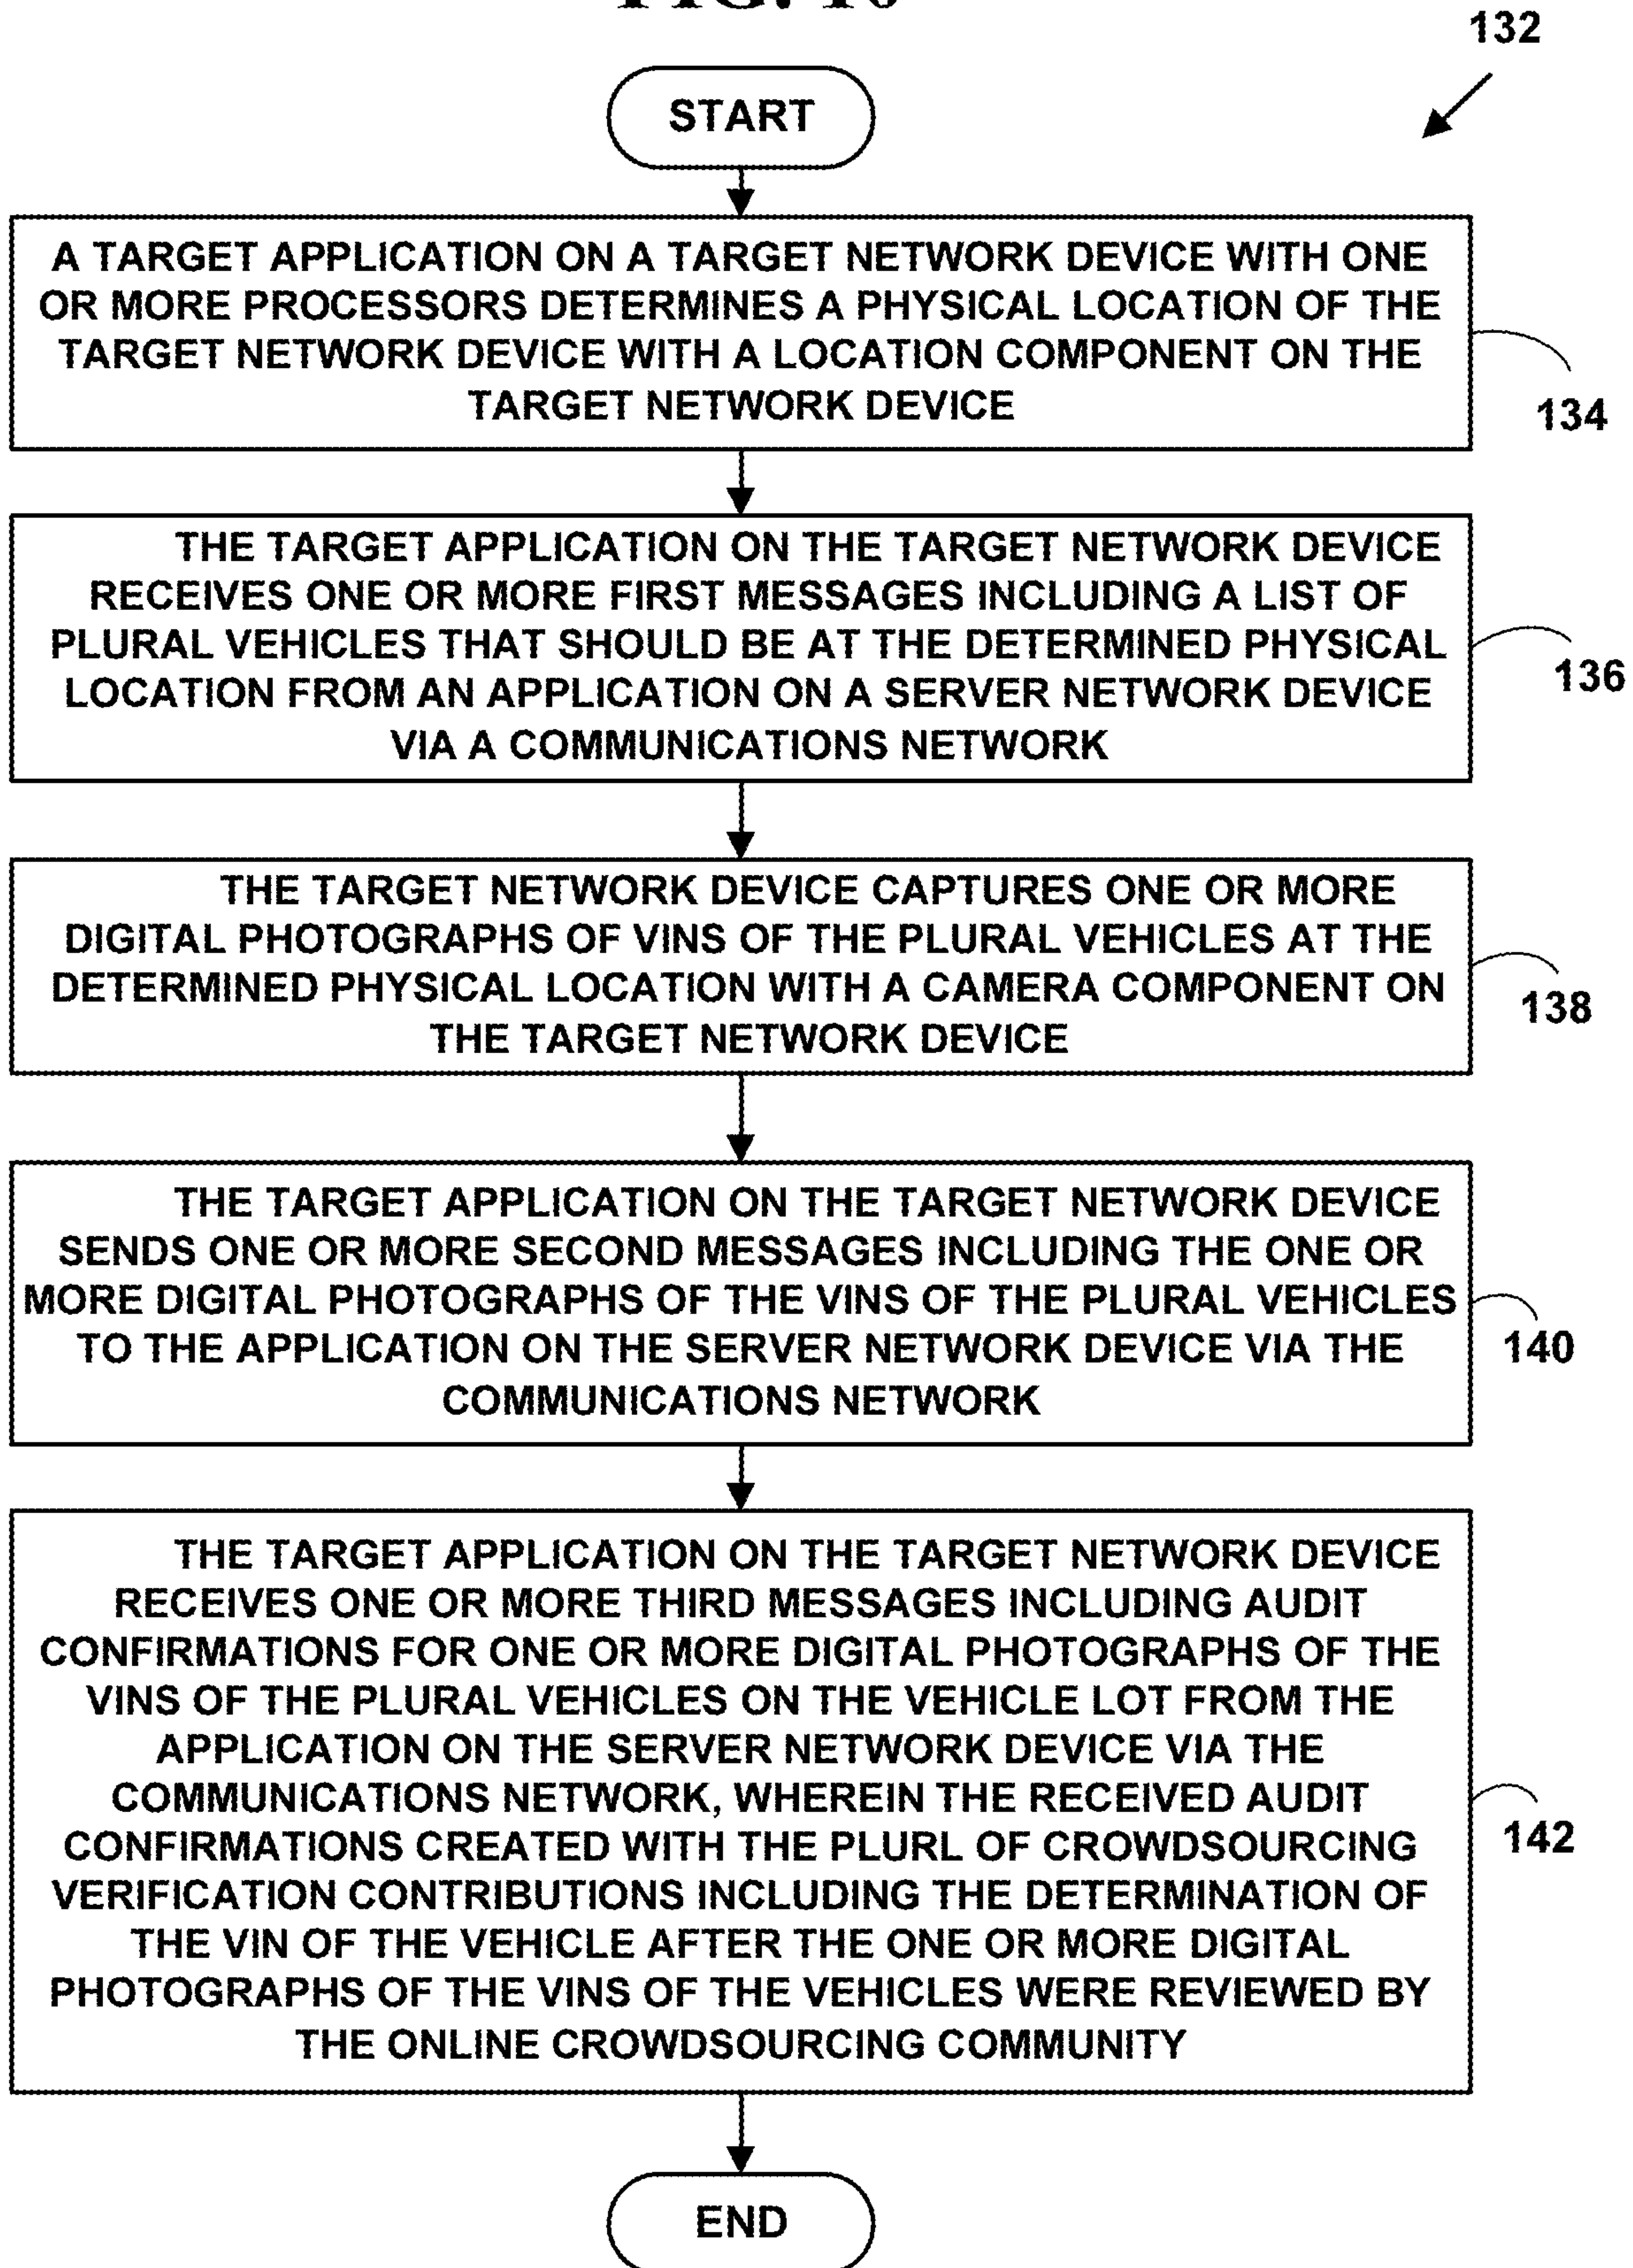 132
START
A TARGET APPLICATION ON A TARGET NETWORK DEVICE WITH ONE
OR MORE PROCESSORS DETERMINES A PHYSICAL LOCATION OF THE
TARGET NETWORK DEVICE WITH A LOCATION COMPONENT ON THE
TARGET NETWORK DEVICE
134
THE TARGET APPLICATION ON THE TARGET NETWORK DEVICE
RECEIVES ONE OR MORE FIRST MESSAGES INCLUDING A LIST OF
PLURAL VEHICLES THAT SHOULD BE AT THE DETERMINED PHYSICAL
LOCATION FROM AN APPLICATION ON A SERVER NETWORK DEVICE
VIA A COMMUNICATIONS NETWORK
136
THE TARGET NETWORK DEVICE CAPTURES ONE OR MORE
DIGITAL PHOTOGRAPHS OF VINS OF THE PLURAL VEHICLES AT THE
DETERMINED PHYSICAL LOCATION WITH A CAMERA COMPONENT ON
THE TARGET NETWORK DEVICE
138
THE TARGET APPLICATION ON THE TARGET NETWORK DEVICE
SENDS ONE OR MORE SECOND MESSAGES INCLUDING THE ONE OR
MORE DIGITAL PHOTOGRAPHS OF THE VINS OF THE PLURAL VEHICLES
TO THE APPLICATION ON THE SERVER NETWORK DEVICE VIA THE
COMMUNICATIONS NETWORK
140
THE TARGET APPLICATION ON THE TARGET NETWORK DEVICE
RECEIVES ONE OR MORE THIRD MESSAGES INCLUDING AUDIT
CONFIRMATIONS FOR ONE OR MORE DIGITAL PHOTOGRAPHS OF THE
VINS OF THE PLURAL VEHICLES ON THE VEHICLE LOT FROM THE
APPLICATION ON THE SERVER NETWORK DEVICE VIA THE
COMMUNICATIONS NETWORK, WHEREIN THE RECEIVED AUDIT
CONFIRMATIONS CREATED WITH THE PLURL OF CROWDSOURCING
VERIFICATION CONTRIBUTIONS INCLUDING THE DETERMINATION OF
THE VIN OF THE VEHICLE AFTER THE ONE OR MORE DIGITAL
PHOTOGRAPHS OF THE VINS OF THE VEHICLES WERE REVIEWED BY
THE ONLINE CROWDSOURCING COMMUNITY
142
END